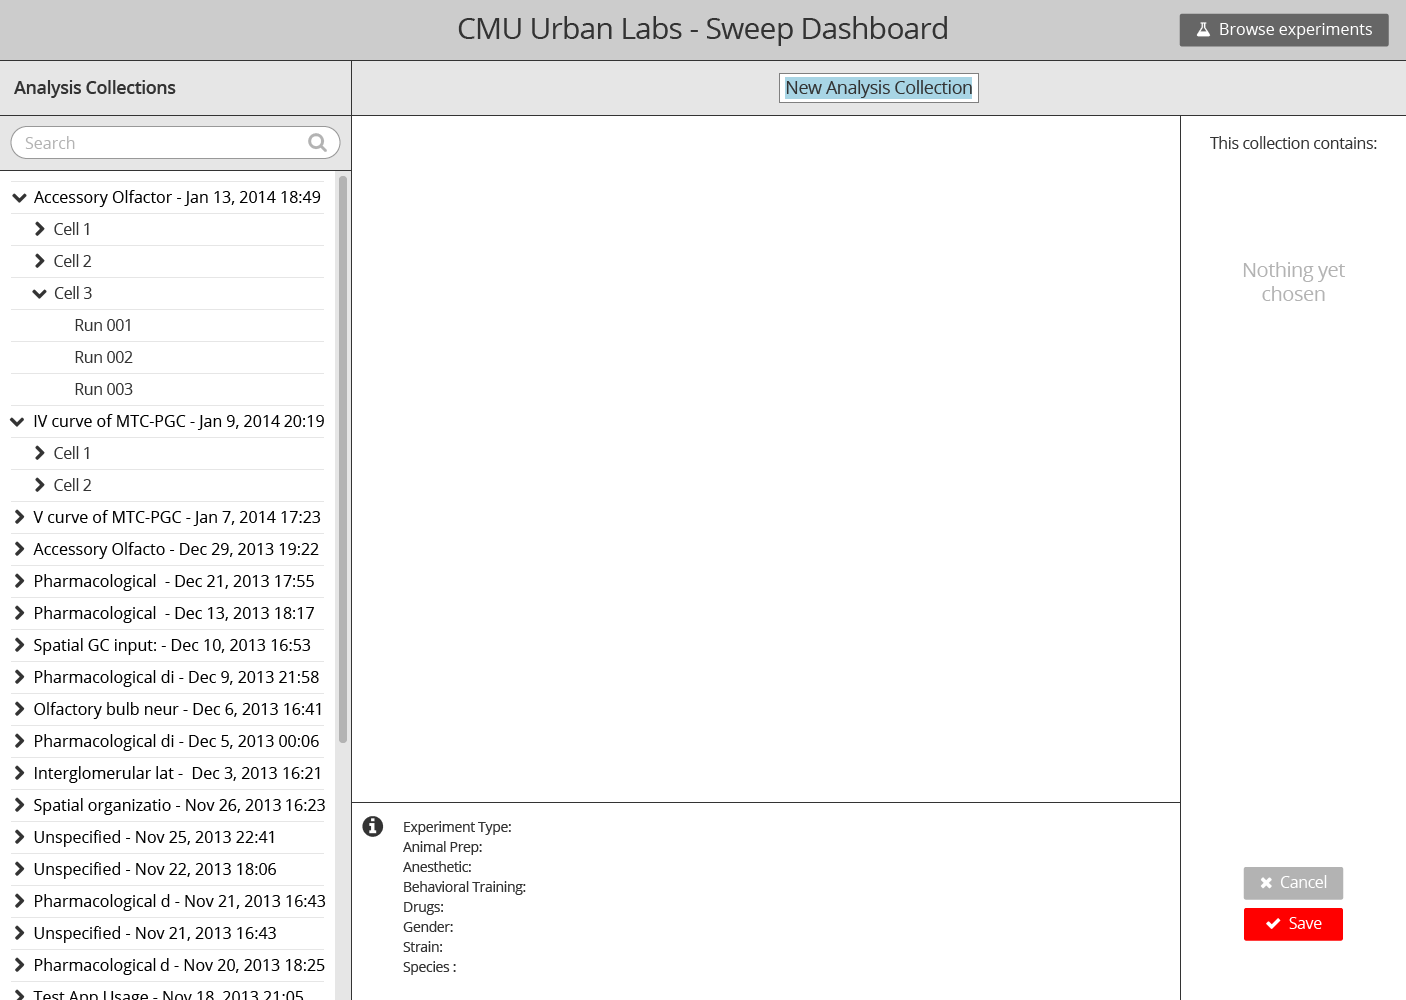 CMU Urban Labs - Sweep Dashboard
Browse experiments
Analysis Collections
New Analysis Collection
Search
This collection contains:
Accessory Olfactor - Jan 13, 2014 18:49
Cell 1
Cell 2
Cell 3
Run 001
Run 002
Run 003
IV curve of MTC-PGC - Jan 9, 2014 20:19
Cell 1
Cell 2
V curve of MTC-PGC - Jan 7, 2014 17:23
Accessory Olfacto - Dec 29, 2013 19:22
Pharmacological - Dec 21, 2013 17:55
Pharmacological - Dec 13, 2013 18:17
Spatial GC input: - Dec 10, 2013 16:53
Pharmacological di - Dec 9, 2013 21:58
Olfactory bulb neur - Dec 6, 2013 16:41
Pharmacological di - Dec 5, 2013 00:06
Interglomerular lat - Dec 3, 2013 16:21
Spatial organizatio - Nov 26, 2013 16:23
Unspecified - Nov 25, 2013 22:41
Unspecified - Nov 22, 2013 18:06
Pharmacological d - Nov 21, 2013 16:43
Unspecified - Nov 21, 2013 16:43
Pharmacological d - Nov 20, 2013 18:25
Test App Usage - Nov 18, 2013 21:05
Nothing yet
chosen
Experiment Type:
Animal Prep:
Anesthetic:
Behavioral Training:
Drugs:
Gender:
Strain:
Species :
Cancel
Save